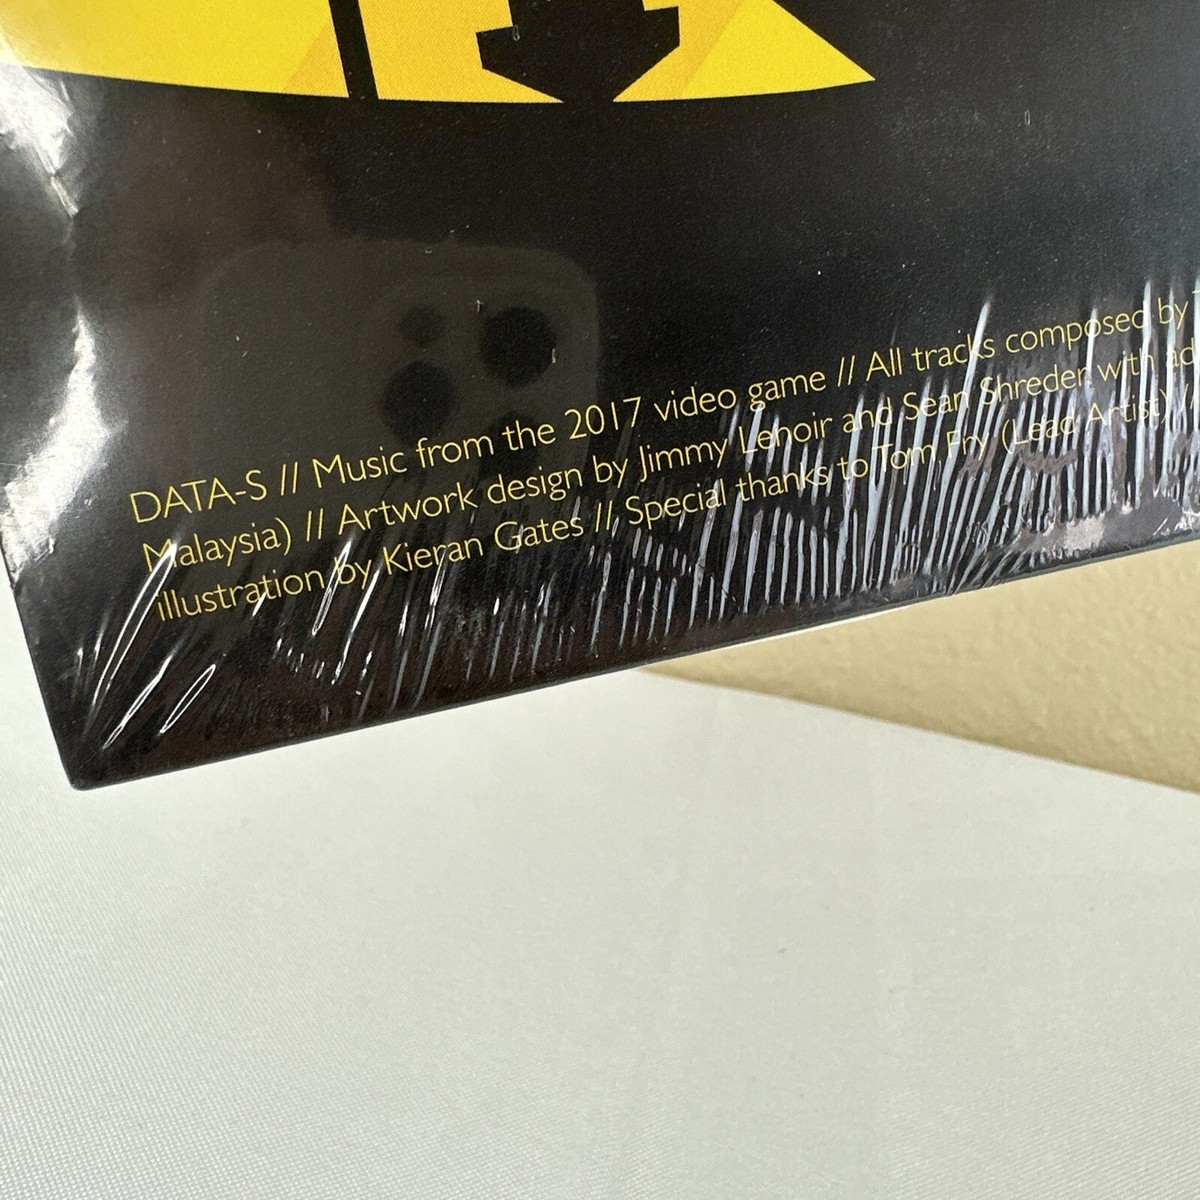 DATA-S // Music from the 2017 video game // All tracks composed by
Malaysia) // Artwork design by Jimmy Lenoir and Sean Shreder with
illustration by Kieran Gates // Special thanks to Tom Fry (Lead Artist) //